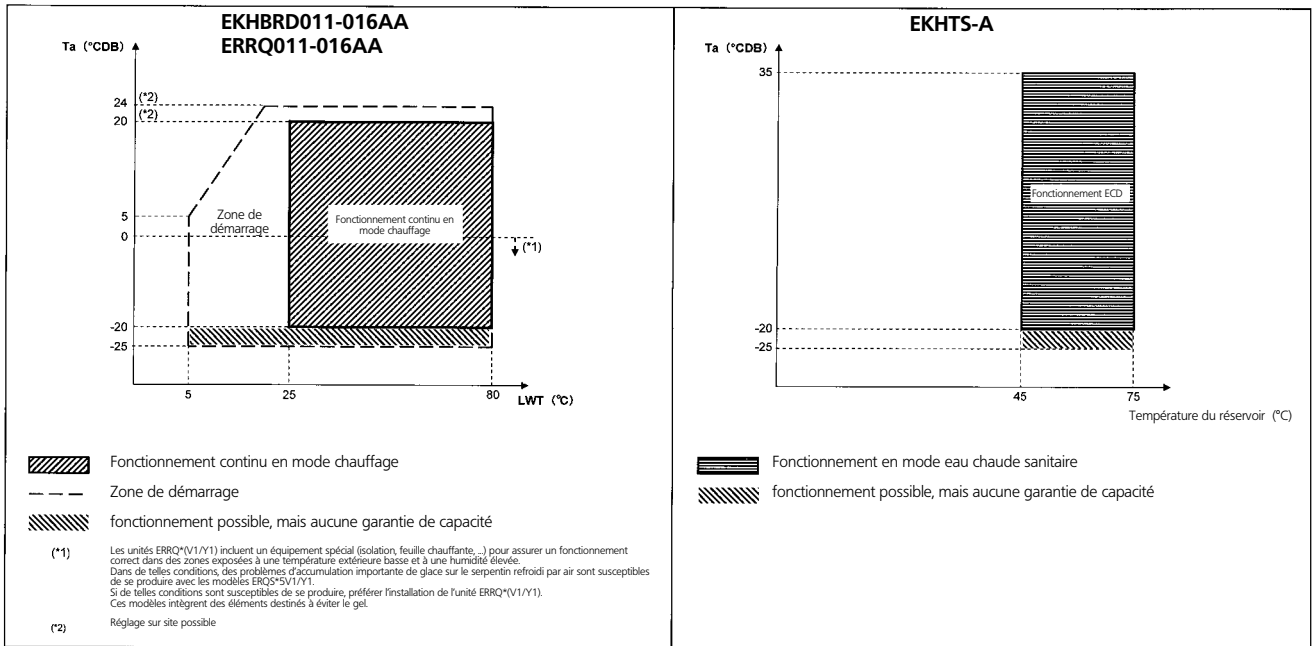 EKHBRD011-016AA
ERRQ011-016AA
Ta (°CDB)
24 (*2)
(*2)
20
5
0
-20
-25
Zone de
démarrage
Fonctionnement continu en
mode chauffage
(*1)
5 25 80
LWT (°C)
Fonctionnement continu en mode chauffage
Zone de démarrage
fonctionnement possible, mais aucune garantie de capacité
(*1) Les unités ERRQ*(V1/Y1) incluent un équipement spécial (isolation, feuille chauffante, ...) pour assurer un fonctionnement
correct dans des zones exposées à une température extérieure basse et à une humidité élevée.
Dans de telles conditions, des problèmes d'accumulation importante de glace sur le serpentin refroidi par air sont susceptibles
de se produire avec les modèles ERQS*5V1/Y1.
Si de telles conditions sont susceptibles de se produire, préférer l'installation de l'unité ERRQ*(V1/Y1).
Ces modèles intègrent des éléments destinés à éviter le gel.
(*2) Réglage sur site possible
EKHTS-A
Ta (°CDB)
35
Fonctionnement ECD
-20
-25
45 75
Température du réservoir (°C)
Fonctionnement en mode eau chaude sanitaire
fonctionnement possible, mais aucune garantie de capacité